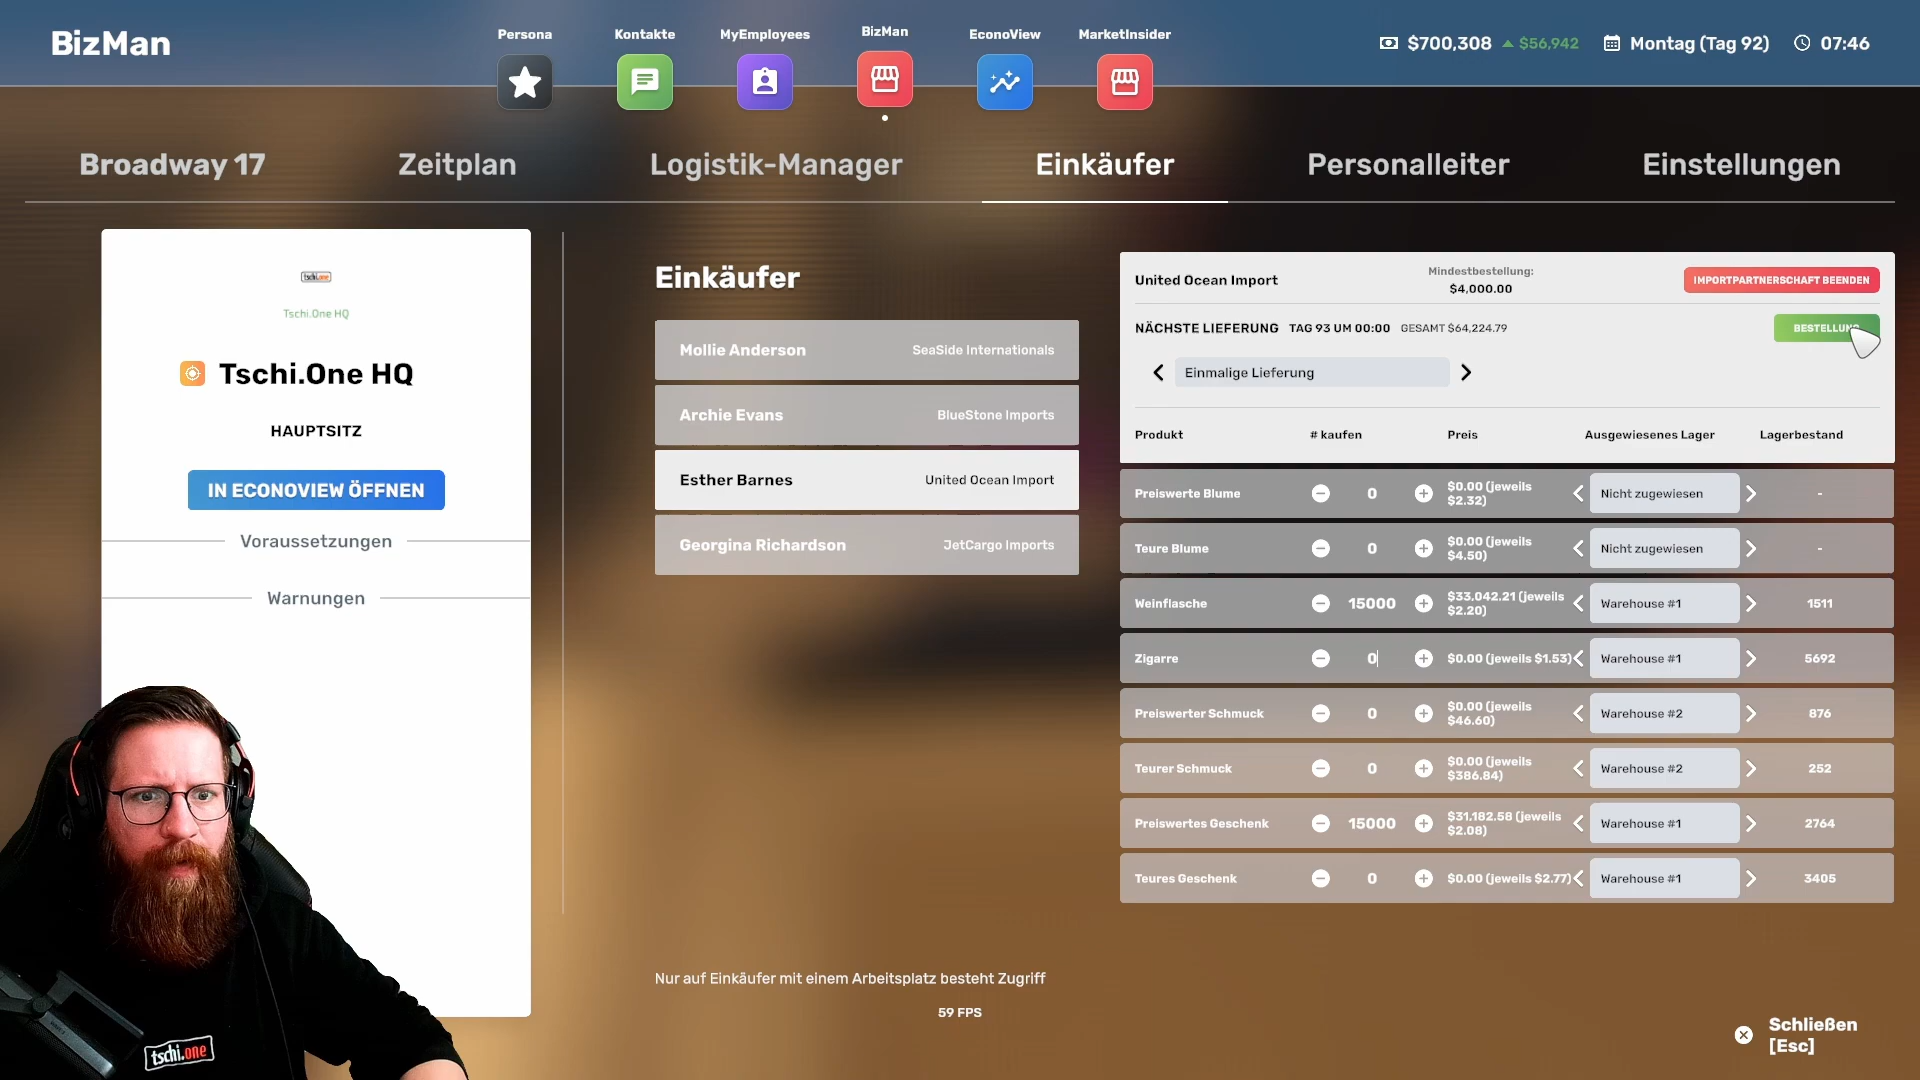 BizMan
Persona
Kontakte
MyEmployees
BizMan
EconoView
MarketInsider
$700,308
$56,942
Montag (Tag 92)
07:46
Broadway 17
Zeitplan
Logistik-Manager
Einkäufer
Personalleiter
Einstellungen
tschi.one
Tschi.One HQ
Tschi.One HQ
HAUPTSITZ
IN ECONOVIEW ÖFFNEN
Voraussetzungen
Warnungen
Einkäufer
Mollie Anderson SeaSide Internationals
Archie Evans BlueStone Imports
Esther Barnes United Ocean Import
Georgina Richardson JetCargo Imports
Nur auf Einkäufer mit einem Arbeitsplatz besteht Zugriff
59 FPS
United Ocean Import
Mindestbestellung:
$4,000.00
IMPORTPARTNERSCHAFT BEENDEN
NÄCHSTE LIEFERUNG TAG 93 UM 00:00 GESAMT $64,224.79
Einmalige Lieferung
Produkt # kaufen Preis Ausgewiesenes Lager Lagerbestand
Preiswerte Blume 0 $0.00 (jeweils $2.32) Nicht zugewiesen -
Teure Blume 0 $0.00 (jeweils $4.50) Nicht zugewiesen -
Weinflasche 15000 $33,042.21 (jeweils $2.20) Warehouse #1 1511
Zigarre 0 $0.00 (jeweils $1.53) Warehouse #1 5692
Preiswerter Schmuck 0 $0.00 (jeweils $46.60) Warehouse #2 876
Teurer Schmuck 0 $0.00 (jeweils $386.84) Warehouse #2 252
Preiswertes Geschenk 15000 $31,182.58 (jeweils $2.08) Warehouse #1 2764
Teures Geschenk 0 $0.00 (jeweils $2.77) Warehouse #1 3405
Schließen
[Esc]
tschi.one